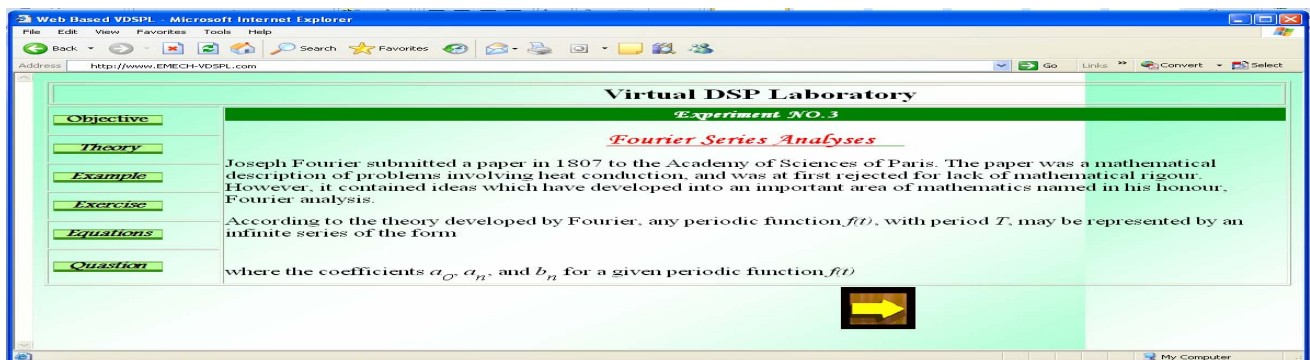 Web Based VDSPL - Microsoft Internet Explorer
File Edit View Favorites Tools Help
Back Search Favorites
Address http://www.EMECH-VDSPL.com Go Links » Convert Select
Virtual DSP Laboratory
Experiment NO.3
Objective
Theory
Example
Exercise
Equations
Quastion
Fourier Series Analyses
Joseph Fourier submitted a paper in 1807 to the Academy of Sciences of Paris. The paper was a mathematical
description of problems involving heat conduction, and was at first rejected for lack of mathematical rigour.
However, it contained ideas which have developed into an important area of mathematics named in his honour,
Fourier analysis.
According to the theory developed by Fourier, any periodic function f(t), with period T, may be represented by an
infinite series of the form
where the coefficients a_O, a_n, and b_n for a given periodic function f(t)
My Computer